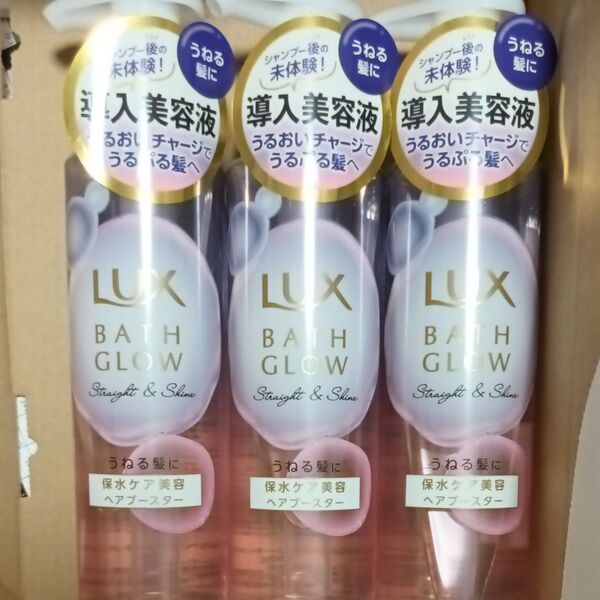 うねる
髪に
シャンプー後の
未体験!
導入美容液
うるおいチャージで
うるぷる髪へ
LUX
BATH
GLOW
Straight & Shine
うねる髪に
保水ケア美容
ヘアブースター
うねる
髪に
シャンプー後の
未体験!
導入美容液
うるおいチャージで
うるぷる髪へ
LUX
BATH
GLOW
Straight & Shine
うねる髪に
保水ケア美容
ヘアブースター
うねる
髪に
シャンプー後の
未体験!
導入美容液
うるおいチャージで
うるぷる髪へ
LUX
BATH
GLOW
Straight & Shine
うねる髪に
保水ケア美容
ヘアブースター